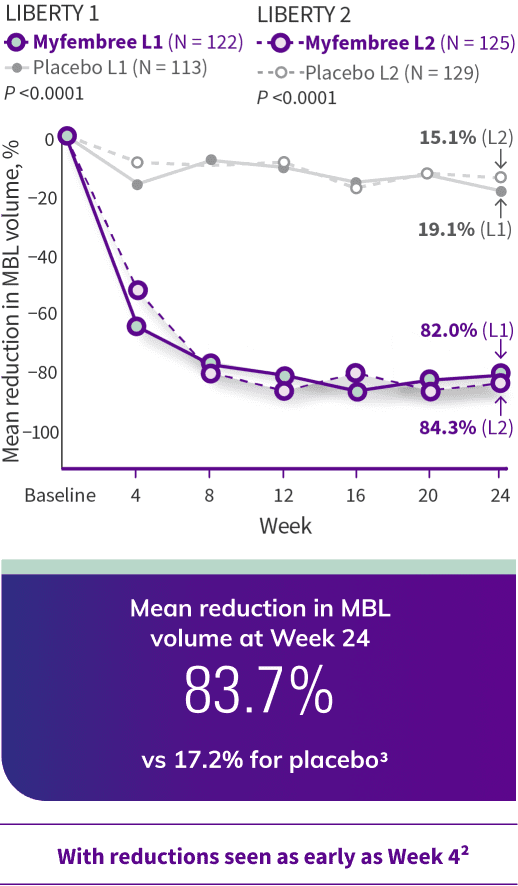 LIBERTY 1
Myfembree L1 (N = 122)
Placebo L1 (N = 113)
P <0.0001
LIBERTY 2
Myfembree L2 (N = 125)
Placebo L2 (N = 129)
P <0.0001
Mean reduction in MBL volume, %
0
−20
−40
−60
−80
−100
15.1% (L2)
19.1% (L1)
82.0% (L1)
84.3% (L2)
Baseline 4 8 12 16 20 24
Week
Mean reduction in MBL
volume at Week 24
83.7%
vs 17.2% for placebo³
With reductions seen as early as Week 4²